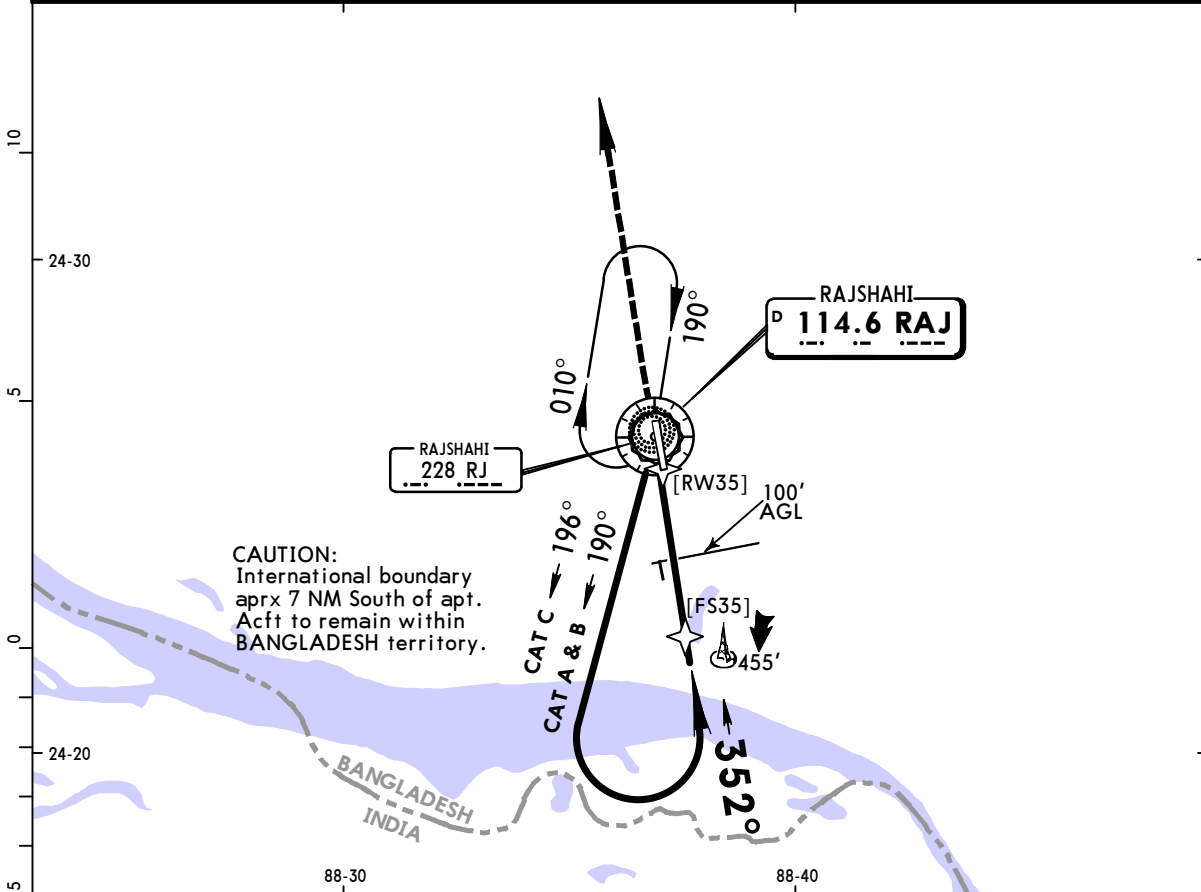 10
24-30
RAJSHAHI
D 114.6 RAJ
190°
010°
5
RAJSHAHI
228 RJ
[RW35]
100'
AGL
196°
190°
CAT C
CAT A & B
CAUTION:
International boundary
aprx 7 NM South of apt.
Acft to remain within
BANGLADESH territory.
T
[FS35]
455'
0
24-20
352°
BANGLADESH
INDIA
5
88-30
88-40